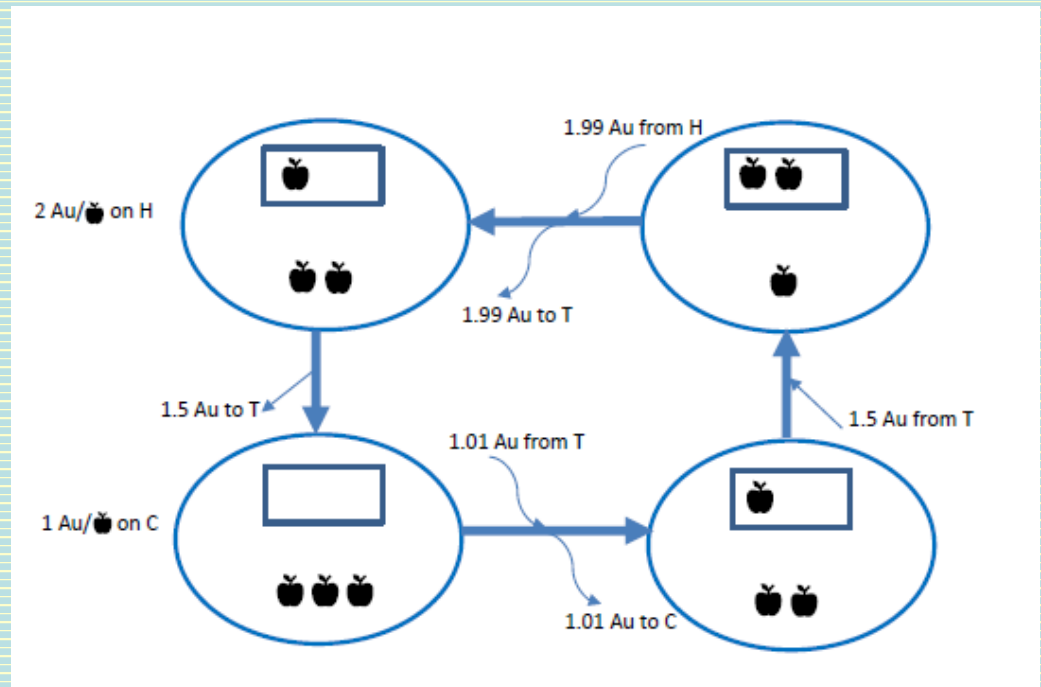 1.99 Au from H
2 Au/ on H
1.99 Au to T
1.5 Au to T
1.5 Au from T
1.01 Au from T
1 Au/ on C
1.01 Au to C